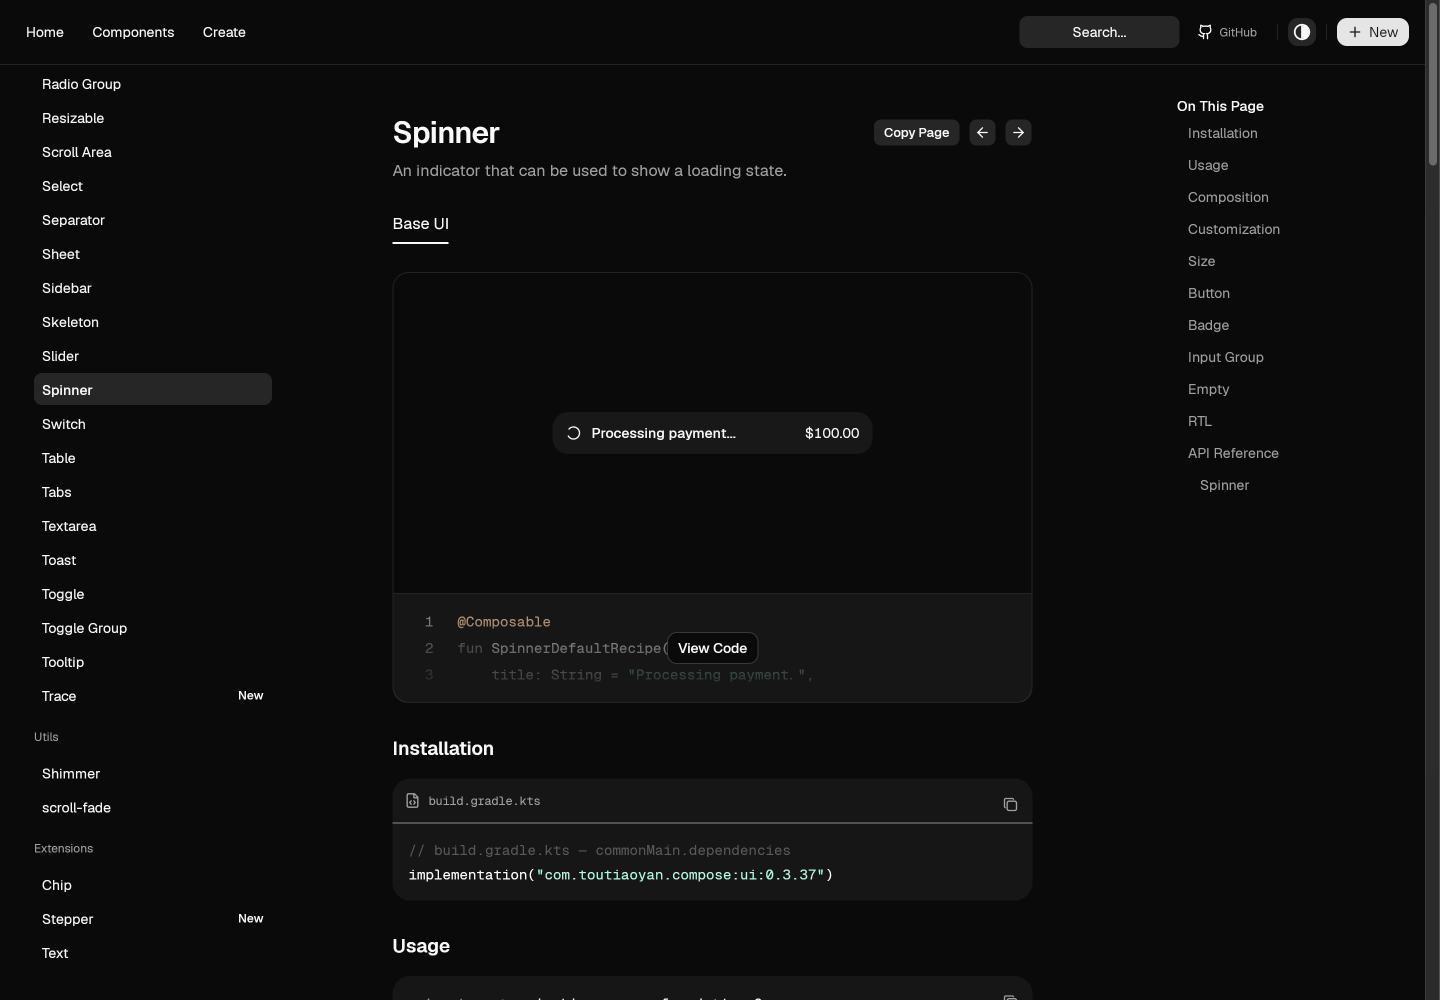 Home Components Create Search... GitHub New
Radio Group
Resizable
Scroll Area
Select
Separator
Sheet
Sidebar
Skeleton
Slider
Spinner
Switch
Table
Tabs
Textarea
Toast
Toggle
Toggle Group
Tooltip
Trace New
Utils
Shimmer
scroll-fade
Extensions
Chip
Stepper New
Text
Spinner
Copy Page
An indicator that can be used to show a loading state.
Base UI
Processing payment... $100.00
1 @Composable
2 fun SpinnerDefaultRecipe(
View Code
3 title: String = "Processing payment.",
Installation
build.gradle.kts
// build.gradle.kts — commonMain.dependencies
implementation("com.toutiaoyan.compose:ui:0.3.37")
Usage
On This Page
Installation
Usage
Composition
Customization
Size
Button
Badge
Input Group
Empty
RTL
API Reference
Spinner